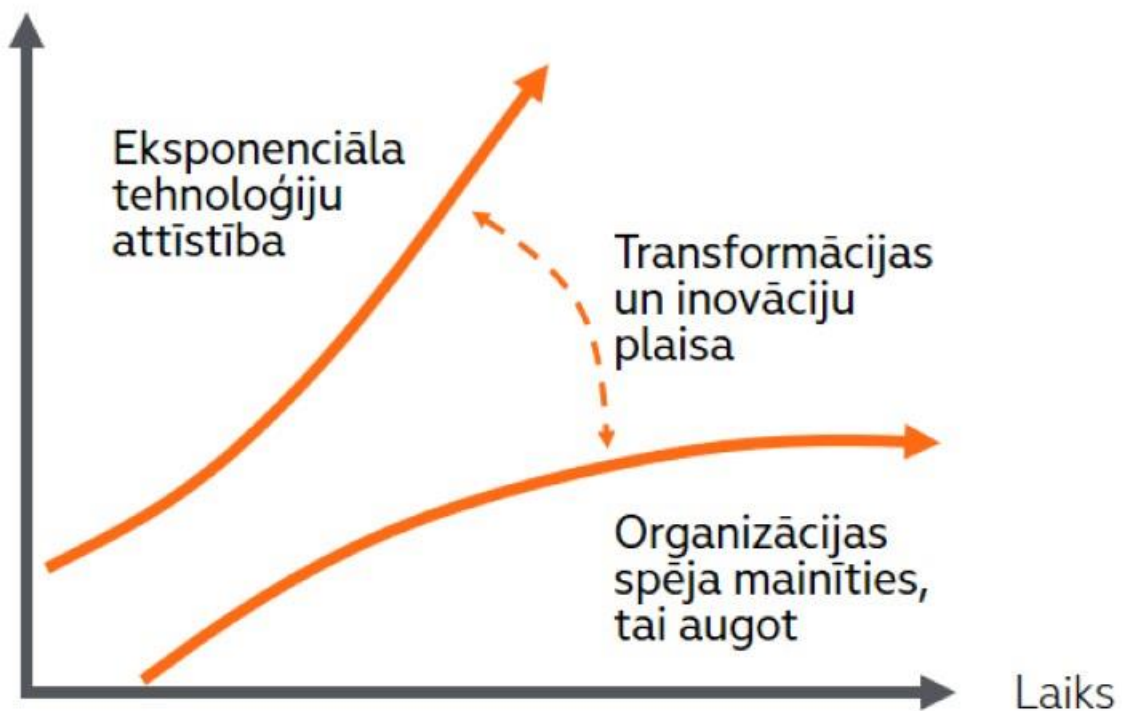 Eksponenciāla
tehnoloģiju
attīstība
Transformācijas
un inovāciju
plaisa
Organizācijas
spēja mainīties,
tai augot
Laiks